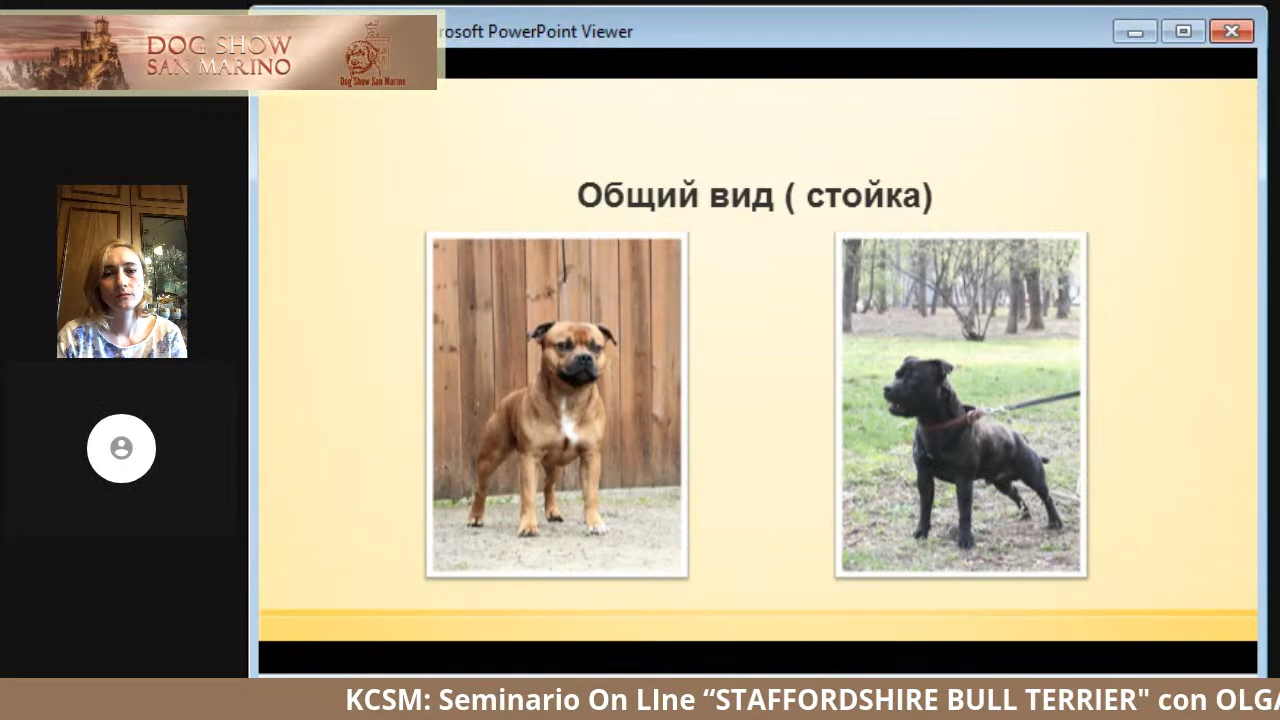 DOG SHOW
SAN MARINO
Dog Show San Marino
rosoft PowerPoint Viewer
Общий вид ( стойка)
KCSM: Seminario On LIne “STAFFORDSHIRE BULL TERRIER" con OLGA